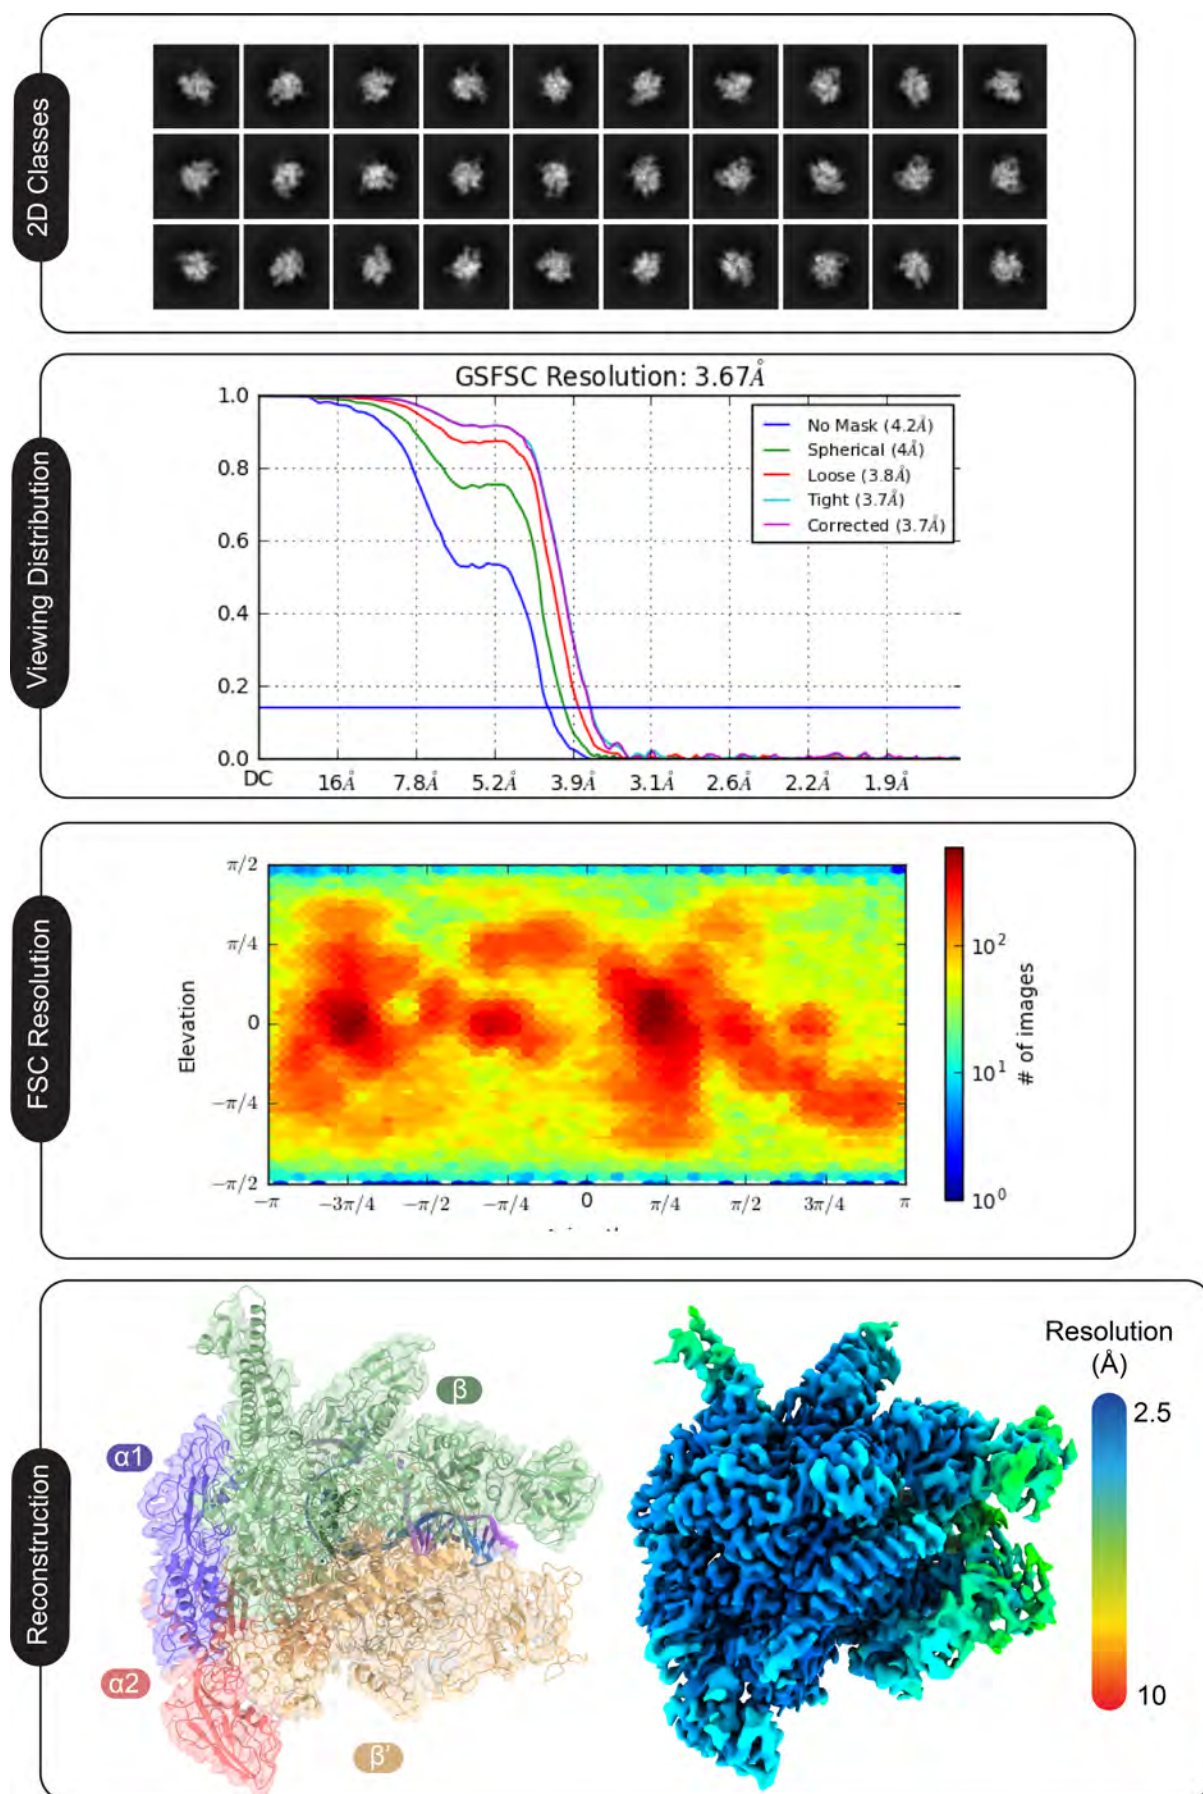 2D Classes
Viewing Distribution
GSFSC Resolution: 3.67Å
1.0
0.8
0.6
0.4
0.2
0.0
No Mask (4.2Å)
Spherical (4Å)
Loose (3.8Å)
Tight (3.7Å)
Corrected (3.7Å)
DC 16Å 7.8Å 5.2Å 3.9Å 3.1Å 2.6Å 2.2Å 1.9Å
FSC Resolution
Elevation
π/2
π/4
0
−π/4
−π/2
−π −3π/4 −π/2 −π/4 0 π/4 π/2 3π/4 π
10²
10¹
10⁰
# of images
Reconstruction
β
α1
α2
β'
Resolution
(Å)
2.5
10